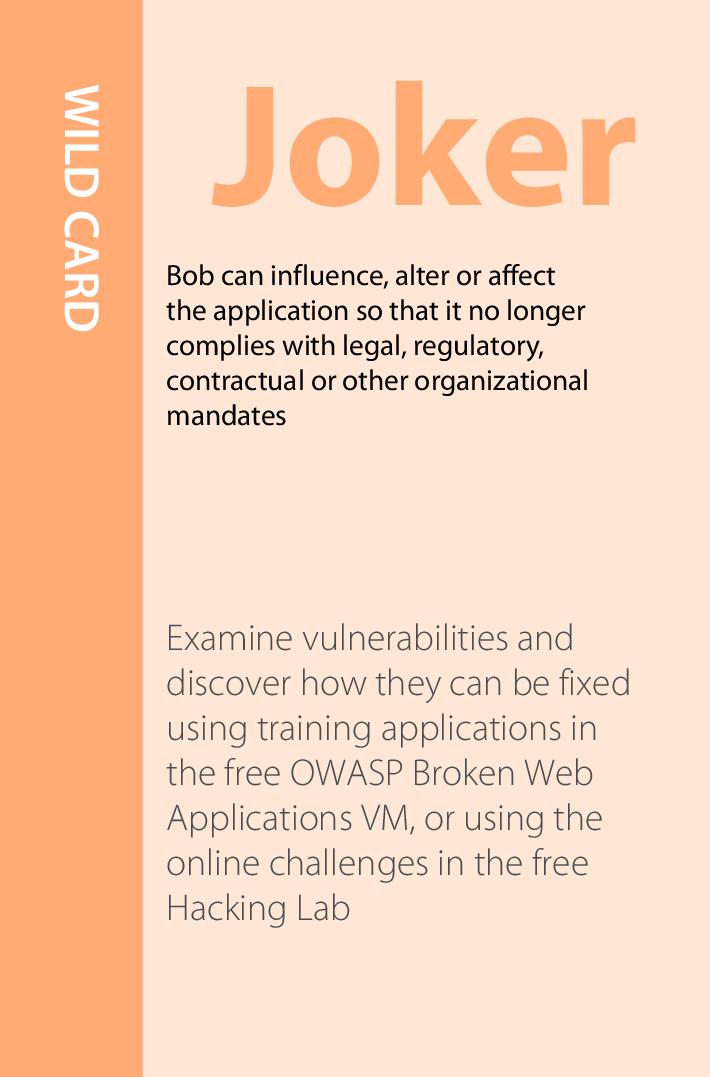 WILD CARD
Joker
Bob can influence, alter or affect
the application so that it no longer
complies with legal, regulatory,
contractual or other organizational
mandates
Examine vulnerabilities and
discover how they can be fixed
using training applications in
the free OWASP Broken Web
Applications VM, or using the
online challenges in the free
Hacking Lab